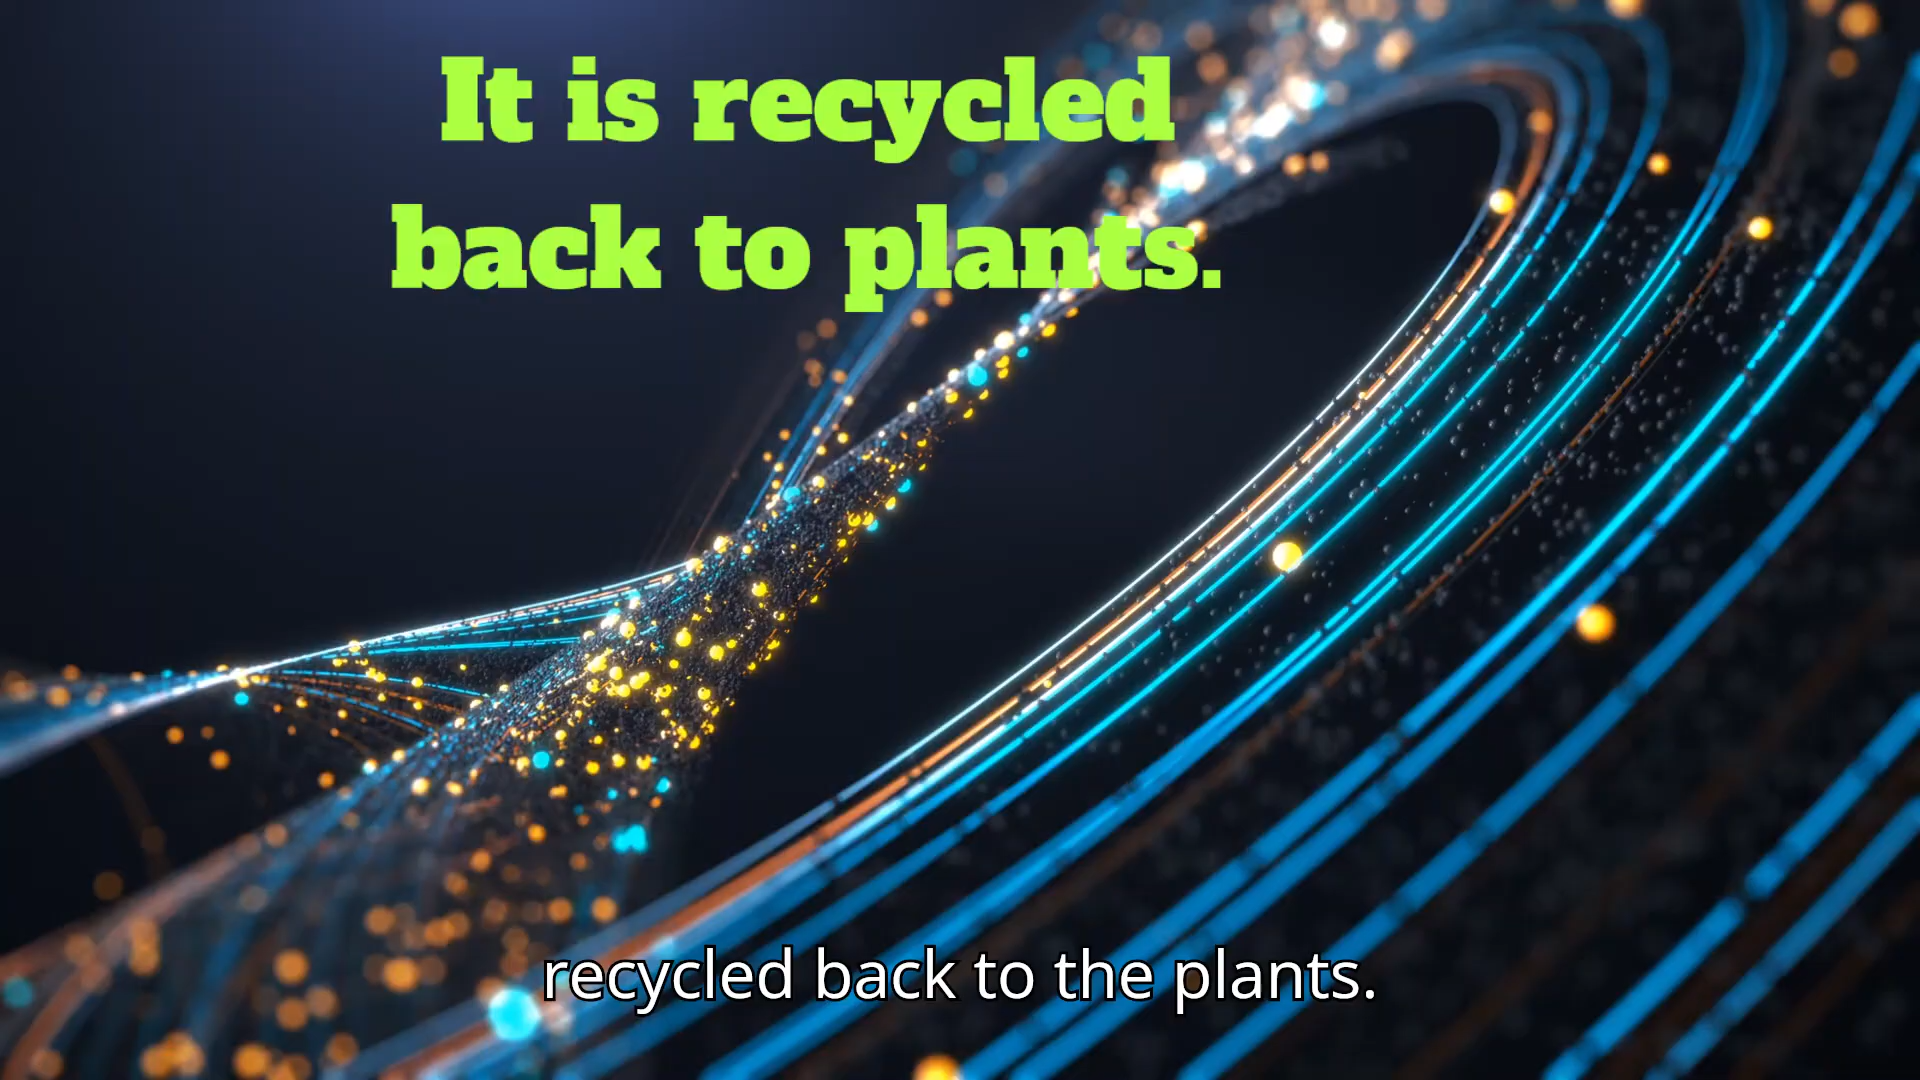 It is recycled
back to plants.
recycled back to the plants.